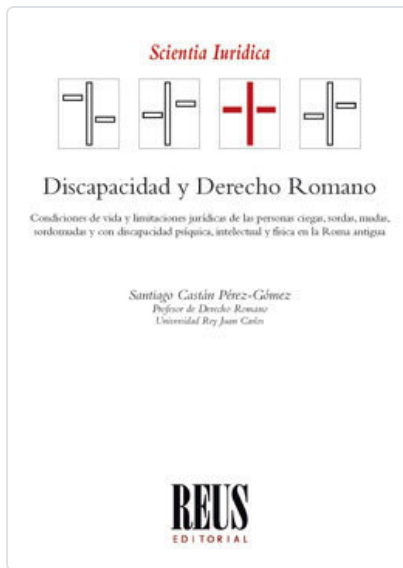 Scientia Iuridica
Discapacidad y Derecho Romano
Condiciones de vida y limitaciones jurídicas de las personas ciegas, sordas, mudas,
sordomudas y con discapacidad psíquica, intelectual y física en la Roma antigua
Santiago Castán Pérez-Gómez
Profesor de Derecho Romano
Universidad Rey Juan Carlos
REUS
EDITORIAL